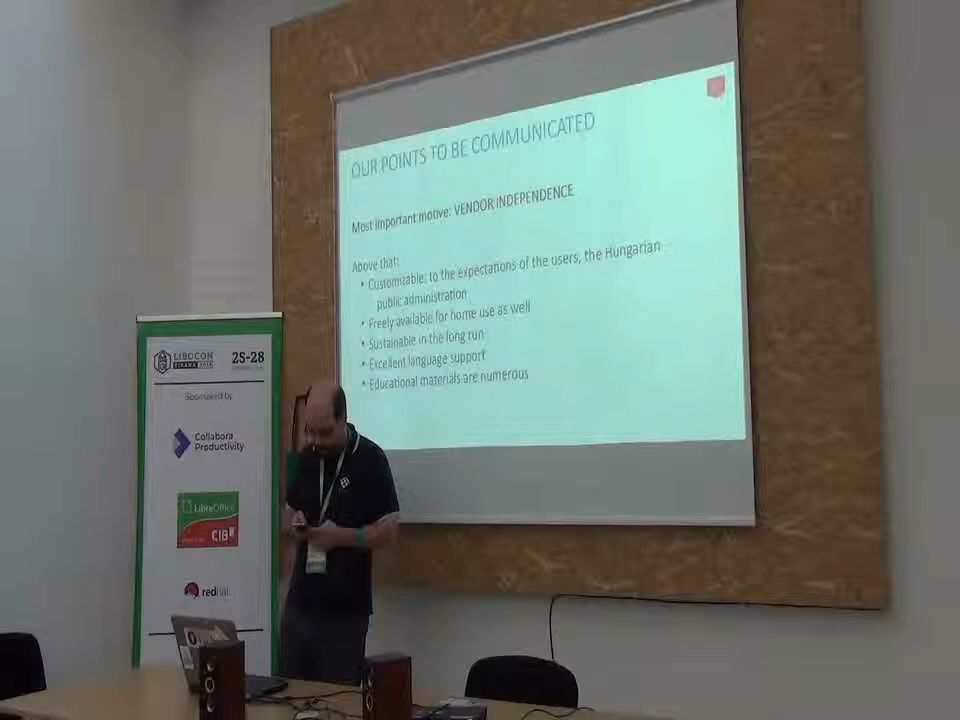 OUR POINTS TO BE COMMUNICATED
Most important motive: VENDOR INDEPENDENCE
Above that:
• Customizable: to the expectations of the users, the Hungarian
public administration
• Freely available for home use as well
• Sustainable in the long run
• Excellent language support
• Educational materials are numerous
LIBOCON
TIRANA 2018
25-28
Sponsored by
Collabora
Productivity
LibreOffice
CIB
redhat